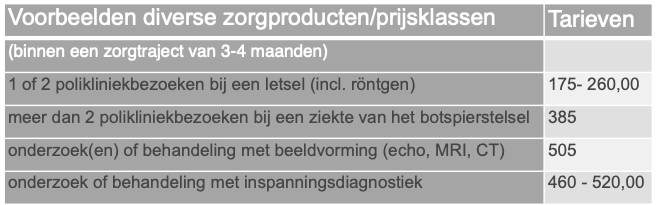 Voorbeelden diverse zorgproducten/prijsklassen Tarieven
(binnen een zorgtraject van 3-4 maanden)
1 of 2 polikliniekbezoeken bij een letsel (incl. röntgen) 175- 260,00
meer dan 2 polikliniekbezoeken bij een ziekte van het botspierstelsel 385
onderzoek(en) of behandeling met beeldvorming (echo, MRI, CT) 505
onderzoek of behandeling met inspanningsdiagnostiek 460 - 520,00